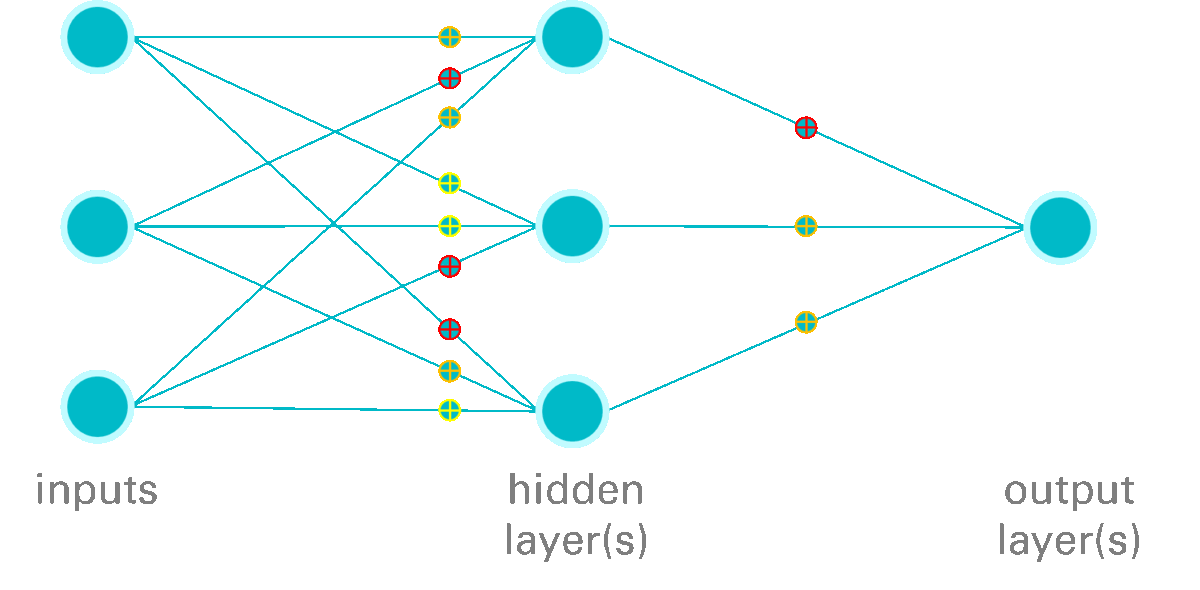 inputs
hidden
layer(s)
output
layer(s)